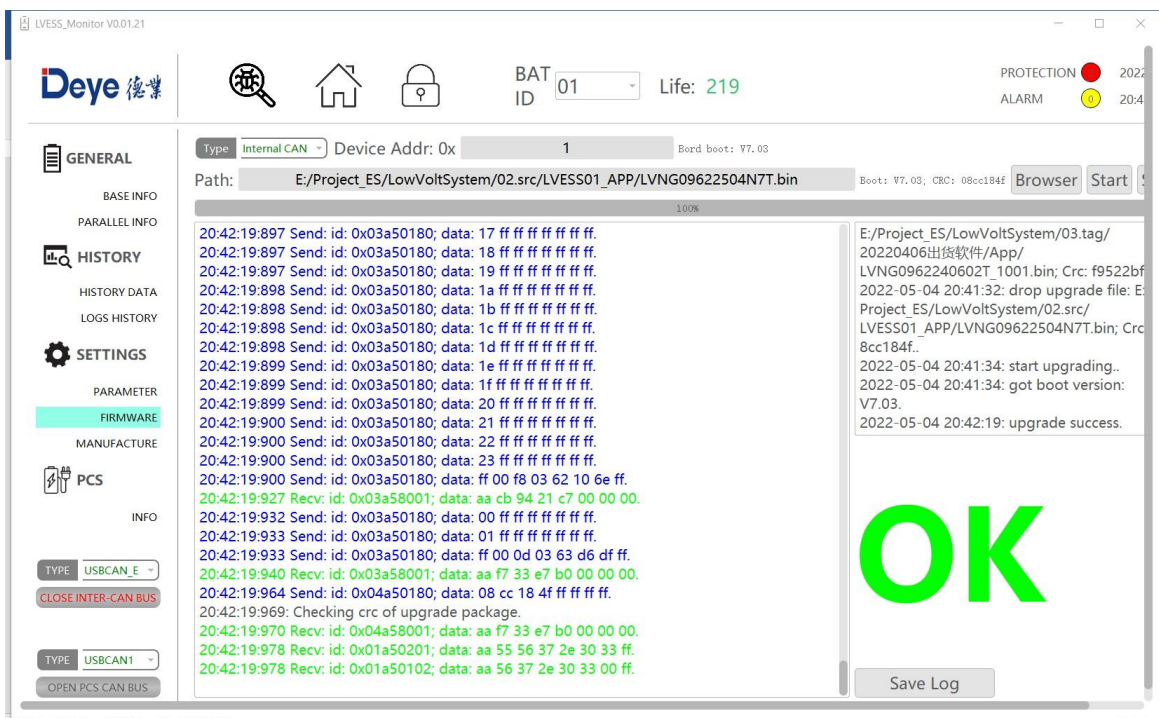 LVESS_Monitor V0.01.21
Deye 德業
BAT ID 01
Life: 219
PROTECTION
2022
ALARM
0
20:4
GENERAL
BASE INFO
PARALLEL INFO
HISTORY
HISTORY DATA
LOGS HISTORY
SETTINGS
PARAMETER
FIRMWARE
MANUFACTURE
PCS
INFO
TYPE USBCAN_E
CLOSE INTER-CAN BUS
TYPE USBCAN1
OPEN PCS CAN BUS
Type Internal CAN Device Addr: 0x 1 Bord boot: V7.03
Path: E:/Project_ES/LowVoltSystem/02.src/LVESS01_APP/LVNG09622504N7T.bin Boot: V7.03; CRC: 08cc184f Browser Start
100%
20:42:19:897 Send: id: 0x03a50180; data: 17 ff ff ff ff ff ff ff.
20:42:19:897 Send: id: 0x03a50180; data: 18 ff ff ff ff ff ff ff.
20:42:19:897 Send: id: 0x03a50180; data: 19 ff ff ff ff ff ff ff.
20:42:19:898 Send: id: 0x03a50180; data: 1a ff ff ff ff ff ff ff.
20:42:19:898 Send: id: 0x03a50180; data: 1b ff ff ff ff ff ff ff.
20:42:19:898 Send: id: 0x03a50180; data: 1c ff ff ff ff ff ff ff.
20:42:19:898 Send: id: 0x03a50180; data: 1d ff ff ff ff ff ff ff.
20:42:19:899 Send: id: 0x03a50180; data: 1e ff ff ff ff ff ff ff.
20:42:19:899 Send: id: 0x03a50180; data: 1f ff ff ff ff ff ff ff.
20:42:19:899 Send: id: 0x03a50180; data: 20 ff ff ff ff ff ff ff.
20:42:19:900 Send: id: 0x03a50180; data: 21 ff ff ff ff ff ff ff.
20:42:19:900 Send: id: 0x03a50180; data: 22 ff ff ff ff ff ff ff.
20:42:19:900 Send: id: 0x03a50180; data: 23 ff ff ff ff ff ff ff.
20:42:19:900 Send: id: 0x03a50180; data: ff 00 f8 03 62 10 6e ff.
20:42:19:927 Recv: id: 0x03a58001; data: aa cb 94 21 c7 00 00 00.
20:42:19:932 Send: id: 0x03a50180; data: 00 ff ff ff ff ff ff ff.
20:42:19:933 Send: id: 0x03a50180; data: 01 ff ff ff ff ff ff ff.
20:42:19:933 Send: id: 0x03a50180; data: ff 00 0d 03 63 d6 df ff.
20:42:19:940 Recv: id: 0x03a58001; data: aa f7 33 e7 b0 00 00 00.
20:42:19:964 Send: id: 0x04a50180; data: 08 cc 18 4f ff ff ff ff.
20:42:19:969: Checking crc of upgrade package.
20:42:19:970 Recv: id: 0x04a58001; data: aa f7 33 e7 b0 00 00 00.
20:42:19:978 Recv: id: 0x01a50201; data: aa 55 56 37 2e 30 33 ff.
20:42:19:978 Recv: id: 0x01a50102; data: aa 56 37 2e 30 33 00 ff.
E:/Project_ES/LowVoltSystem/03.tag/
20220406出货软件/App/
LVNG0962240602T_1001.bin; Crc: f9522bf
2022-05-04 20:41:32: drop upgrade file: E:
Project_ES/LowVoltSystem/02.src/
LVESS01_APP/LVNG09622504N7T.bin; Crc
8cc184f..
2022-05-04 20:41:34: start upgrading..
2022-05-04 20:41:34: got boot version:
V7.03.
2022-05-04 20:42:19: upgrade success.
OK
Save Log